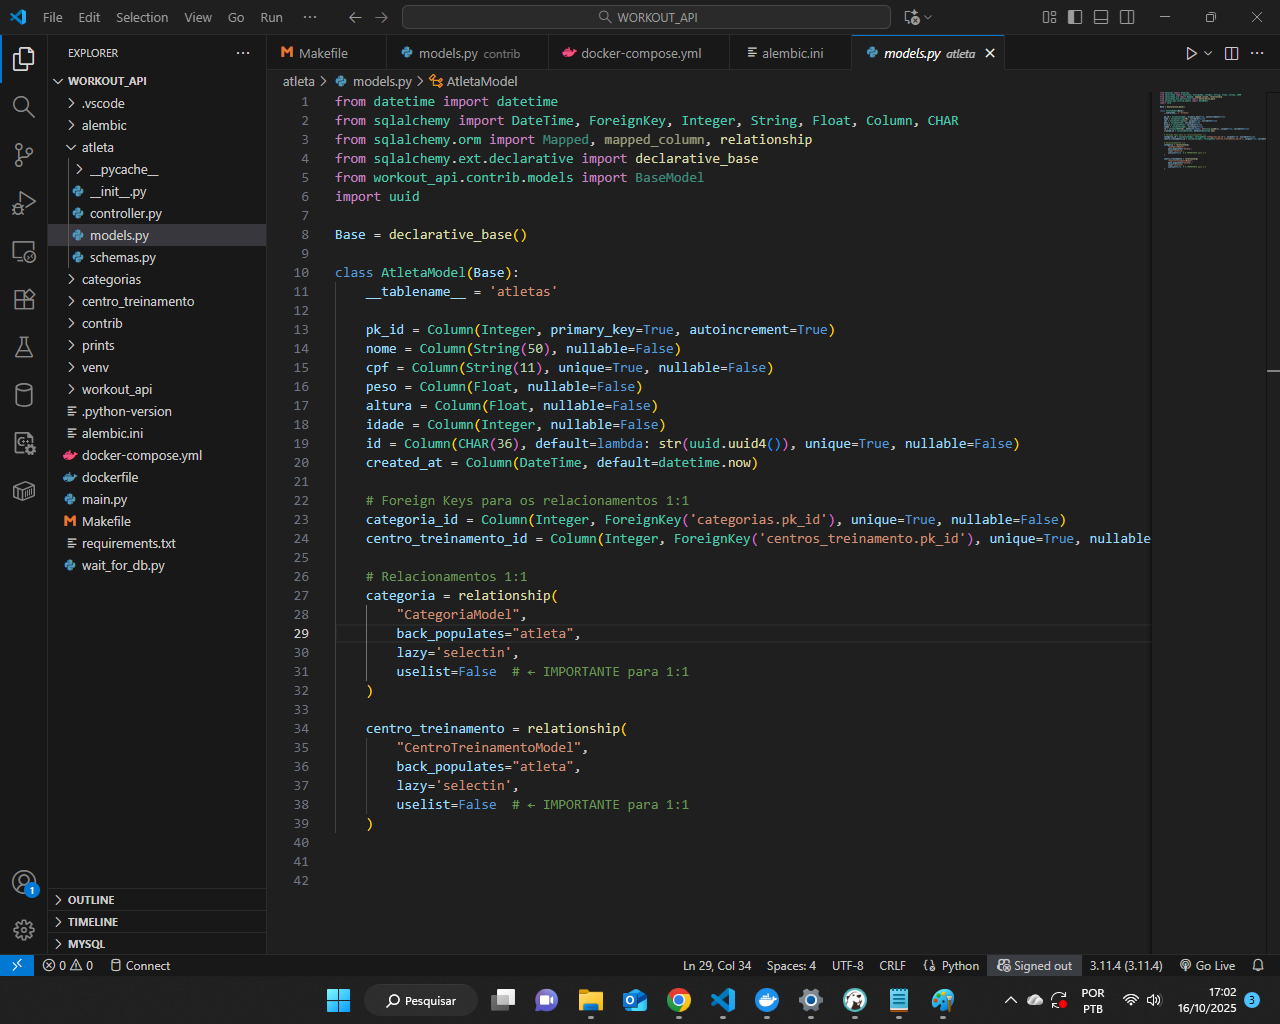 File Edit Selection View Go Run ··· WORKOUT_API
EXPLORER ···
Makefile models.py contrib docker-compose.yml alembic.ini models.py atleta
atleta > models.py > AtletaModel
WORKOUT_API
.vscode
alembic
atleta
__pycache__
__init__.py
controller.py
models.py
schemas.py
categorias
centro_treinamento
contrib
prints
venv
workout_api
.python-version
alembic.ini
docker-compose.yml
dockerfile
main.py
Makefile
requirements.txt
wait_for_db.py
OUTLINE
TIMELINE
MYSQL
1 from datetime import datetime
2 from sqlalchemy import DateTime, ForeignKey, Integer, String, Float, Column, CHAR
3 from sqlalchemy.orm import Mapped, mapped_column, relationship
4 from sqlalchemy.ext.declarative import declarative_base
5 from workout_api.contrib.models import BaseModel
6 import uuid
7
8 Base = declarative_base()
9
10 class AtletaModel(Base):
11     __tablename__ = 'atletas'
12
13     pk_id = Column(Integer, primary_key=True, autoincrement=True)
14     nome = Column(String(50), nullable=False)
15     cpf = Column(String(11), unique=True, nullable=False)
16     peso = Column(Float, nullable=False)
17     altura = Column(Float, nullable=False)
18     idade = Column(Integer, nullable=False)
19     id = Column(CHAR(36), default=lambda: str(uuid.uuid4()), unique=True, nullable=False)
20     created_at = Column(DateTime, default=datetime.now)
21
22     # Foreign Keys para os relacionamentos 1:1
23     categoria_id = Column(Integer, ForeignKey('categorias.pk_id'), unique=True, nullable=False)
24     centro_treinamento_id = Column(Integer, ForeignKey('centros_treinamento.pk_id'), unique=True, nullable
25
26     # Relacionamentos 1:1
27     categoria = relationship(
28         "CategoriaModel",
29         back_populates="atleta",
30         lazy='selectin',
31         uselist=False  # ← IMPORTANTE para 1:1
32     )
33
34     centro_treinamento = relationship(
35         "CentroTreinamentoModel",
36         back_populates="atleta",
37         lazy='selectin',
38         uselist=False  # ← IMPORTANTE para 1:1
39     )
40
41
42
1
0 0 Connect Ln 29, Col 34 Spaces: 4 UTF-8 CRLF {} Python Signed out 3.11.4 (3.11.4) Go Live
Pesquisar
POR
PTB
17:02
16/10/2025
3